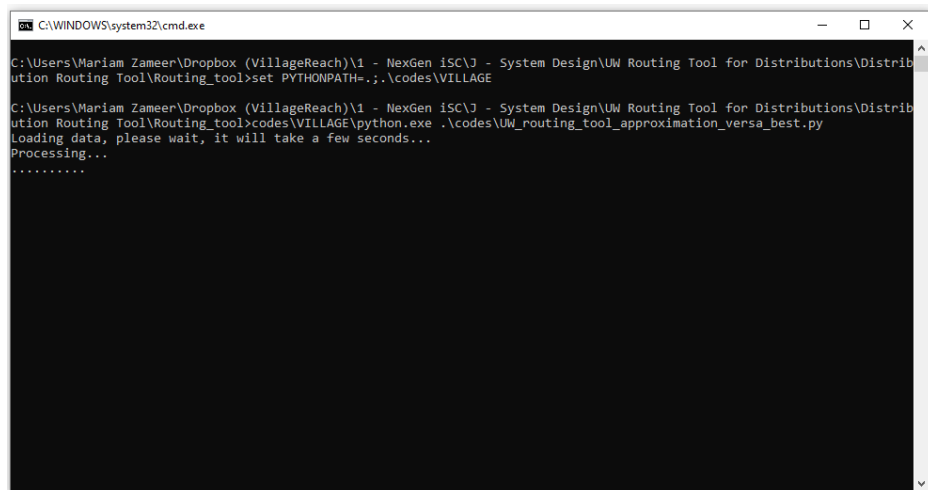 C:\WINDOWS\system32\cmd.exe
C:\Users\Mariam Zameer\Dropbox (VillageReach)\1 - NexGen iSC\J - System Design\UW Routing Tool for Distributions\Distrib
ution Routing Tool\Routing_tool>set PYTHONPATH=.;.\codes\VILLAGE
C:\Users\Mariam Zameer\Dropbox (VillageReach)\1 - NexGen iSC\J - System Design\UW Routing Tool for Distributions\Distrib
ution Routing Tool\Routing_tool>codes\VILLAGE\python.exe .\codes\UW_routing_tool_approximation_versa_best.py
Loading data, please wait, it will take a few seconds...
Processing...
..........